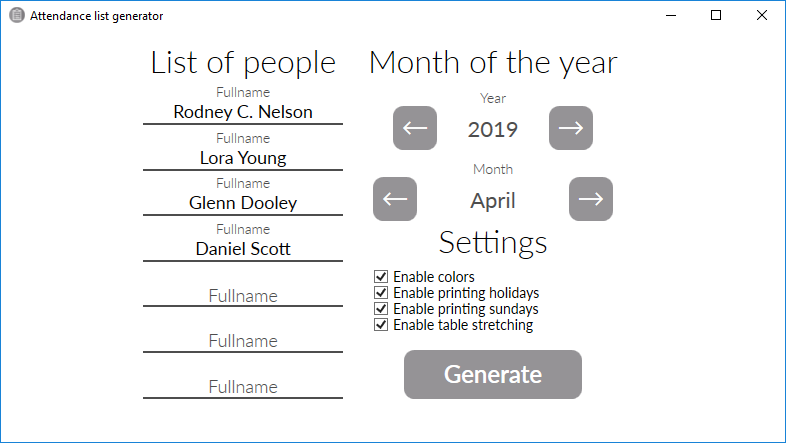 Attendance list generator
List of people
Fullname
Rodney C. Nelson
Fullname
Lora Young
Fullname
Glenn Dooley
Fullname
Daniel Scott
Fullname
Fullname
Fullname
Month of the year
Year
← 2019 →
Month
← April →
Settings
Enable colors
Enable printing holidays
Enable printing sundays
Enable table stretching
Generate